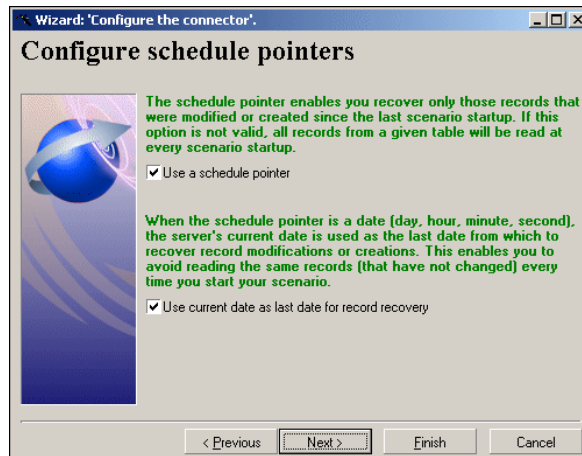 Wizard: 'Configure the connector'.
Configure schedule pointers
The schedule pointer enables you recover only those records that
were modified or created since the last scenario startup. If this
option is not valid, all records from a given table will be read at
every scenario startup.
Use a schedule pointer
When the schedule pointer is a date (day, hour, minute, second),
the server's current date is used as the last date from which to
recover record modifications or creations. This enables you to
avoid reading the same records (that have not changed) every
time you start your scenario.
Use current date as last date for record recovery
< Previous Next > Finish Cancel